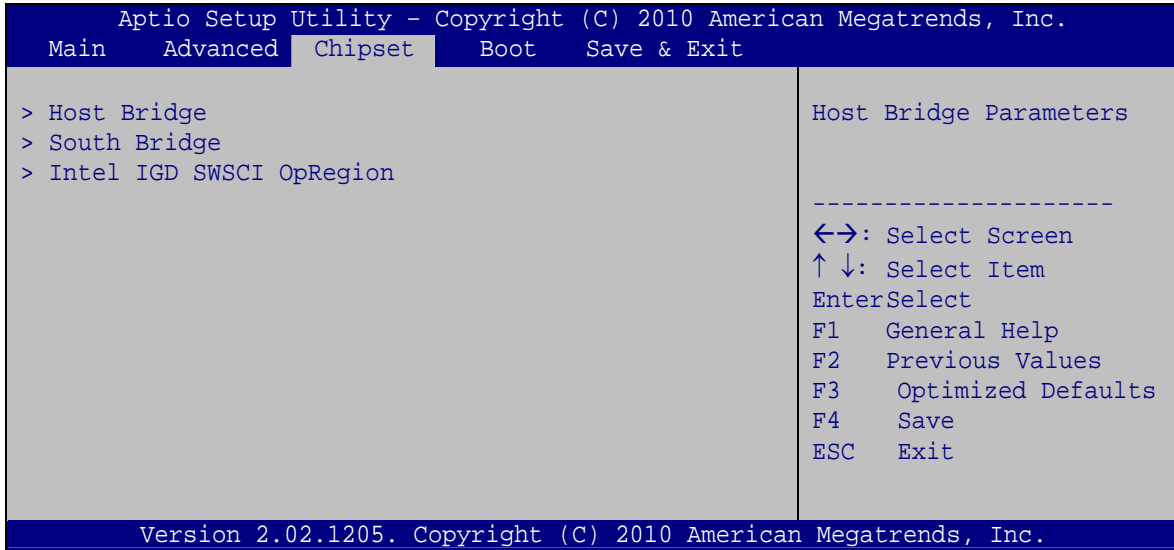 Aptio Setup Utility – Copyright (C) 2010 American Megatrends, Inc.
Main Advanced Chipset Boot Save & Exit
> Host Bridge
> South Bridge
> Intel IGD SWSCI OpRegion
Host Bridge Parameters
---------------------
←→: Select Screen
↑ ↓: Select Item
EnterSelect
F1 General Help
F2 Previous Values
F3 Optimized Defaults
F4 Save
ESC Exit
Version 2.02.1205. Copyright (C) 2010 American Megatrends, Inc.